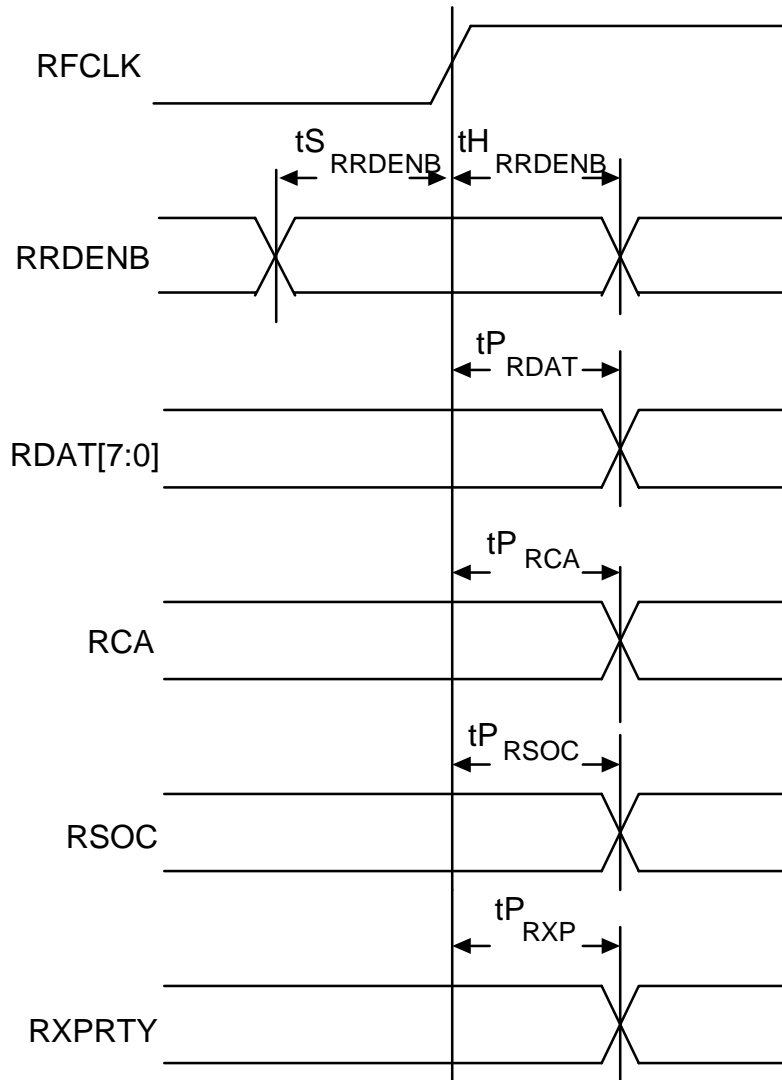 RFCLK
tS RRDENB
tH RRDENB
RRDENB
tP RDAT
RDAT[7:0]
tP RCA
RCA
tP RSOC
RSOC
tP RXP
RXPRTY